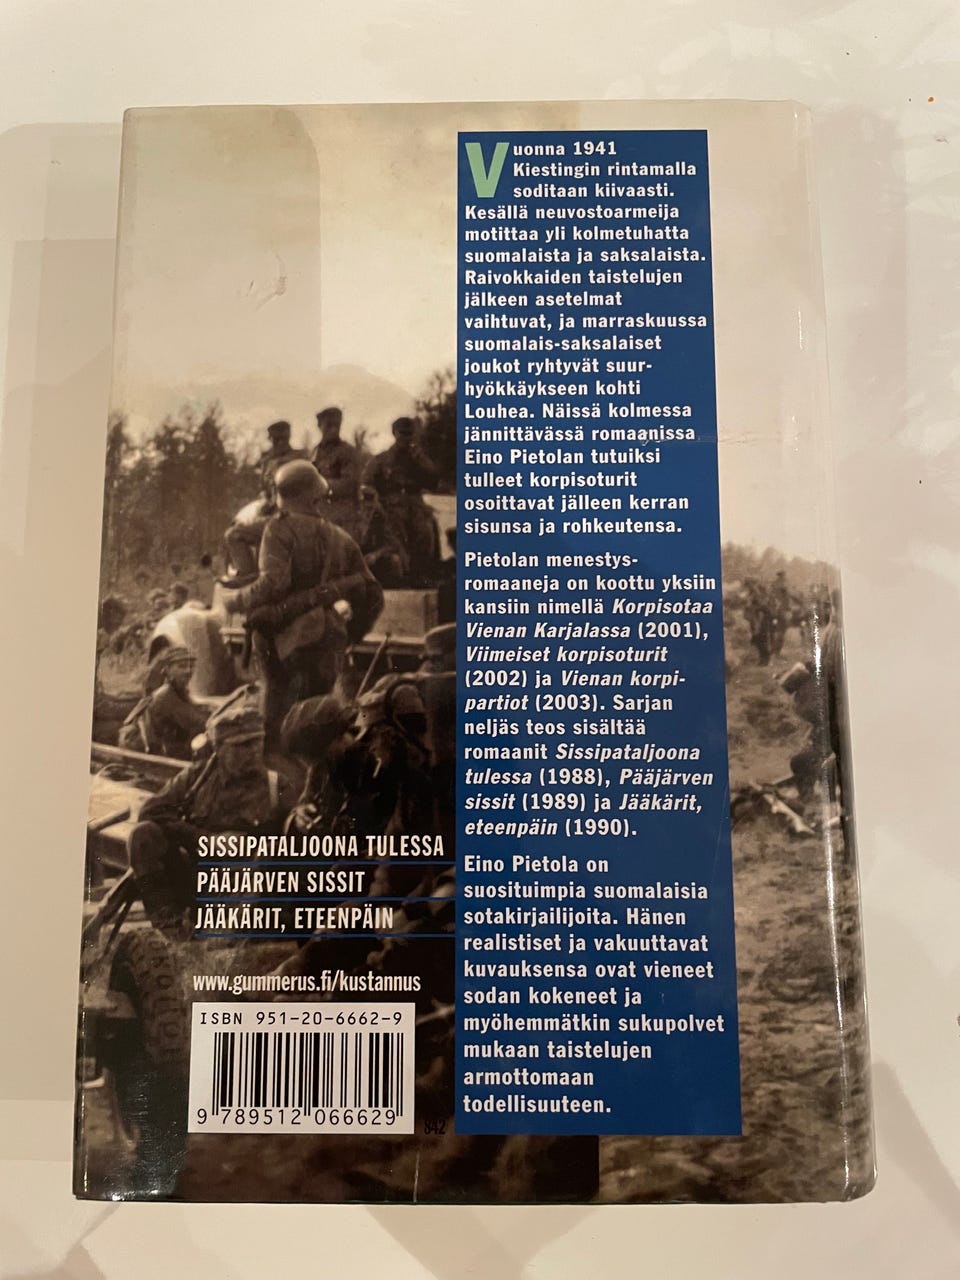 Vuonna 1941
Kiestingin rintamalla
soditaan kiivaasti.
Kesällä neuvostoarmeija
motittaa yli kolmetuhatta
suomalaista ja saksalaista.
Raivokkaiden taistelujen
jälkeen asetelmat
vaihtuvat, ja marraskuussa
suomalais-saksalaiset
joukot ryhtyvät suur-
hyökkäykseen kohti
Louhea. Näissä kolmessa
jännittävässä romaanissa
Eino Pietolan tutuiksi
tulleet korpisoturit
osoittavat jälleen kerran
sisunsa ja rohkeutensa.
Pietolan menestys-
romaaneja on koottu yksiin
kansiin nimellä Korpisotaa
Vienan Karjalassa (2001),
Viimeiset korpisoturit
(2002) ja Vienan korpi-
partiot (2003). Sarjan
neljäs teos sisältää
romaanit Sissipataljoona
tulessa (1988), Pääjärven
sissit (1989) ja Jääkärit,
eteenpäin (1990).
Eino Pietola on
suosituimpia suomalaisia
sotakirjailijoita. Hänen
realistiset ja vakuuttavat
kuvauksensa ovat vieneet
sodan kokeneet ja
myöhemmätkin sukupolvet
mukaan taistelujen
armottomaan
todellisuuteen.
SISSIPATALJOONA TULESSA
PÄÄJÄRVEN SISSIT
JÄÄKÄRIT, ETEENPÄIN
www.gummerus.fi/kustannus
ISBN 951-20-6662-9
9 789512 066629
842